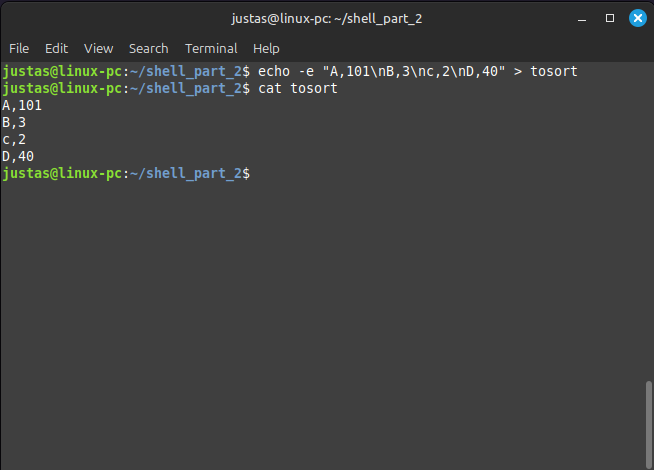 justas@linux-pc: ~/shell_part_2
File Edit View Search Terminal Help
justas@linux-pc:~/shell_part_2$ echo -e "A,101\nB,3\nc,2\nD,40" > tosort
justas@linux-pc:~/shell_part_2$ cat tosort
A,101
B,3
c,2
D,40
justas@linux-pc:~/shell_part_2$